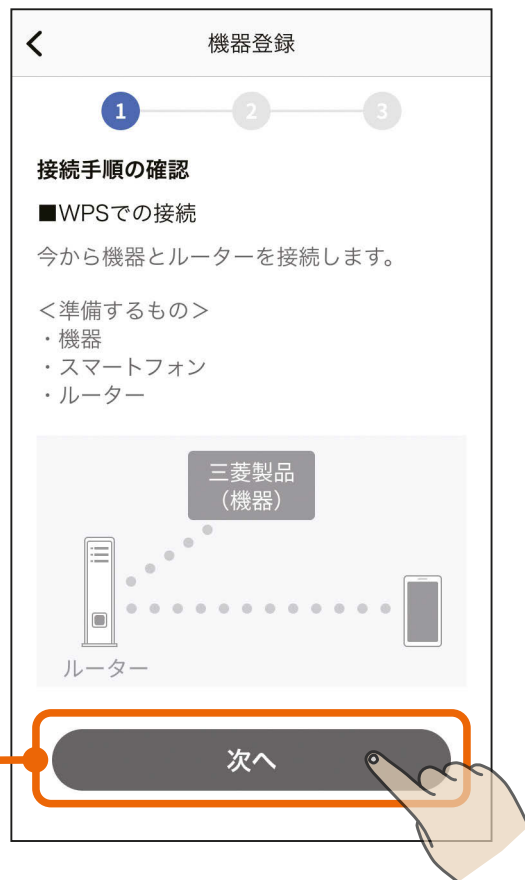 機器登録
1 2 3
接続手順の確認
■WPSでの接続
今から機器とルーターを接続します。
＜準備するもの＞
・機器
・スマートフォン
・ルーター
三菱製品
（機器）
ルーター
次へ